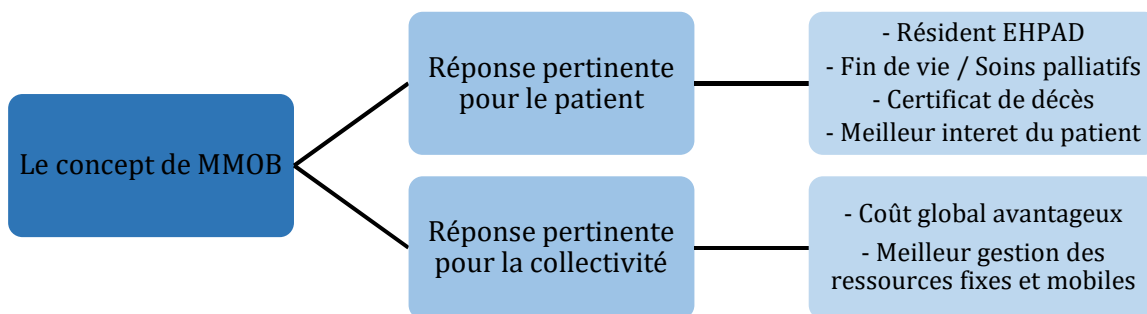 Le concept de MMOB
Réponse pertinente
pour le patient
- Résident EHPAD
- Fin de vie / Soins palliatifs
- Certificat de décès
- Meilleur interet du patient
Réponse pertinente
pour la collectivité
- Coût global avantageux
- Meilleur gestion des
ressources fixes et mobiles